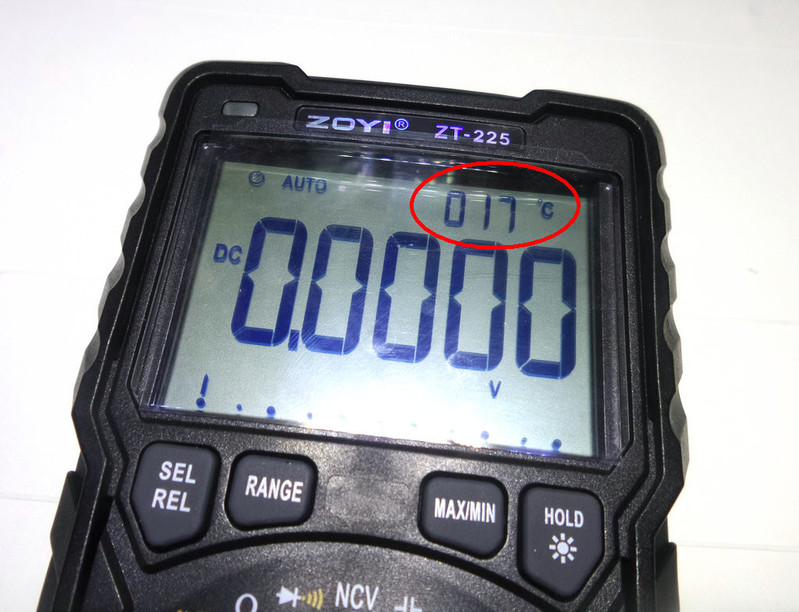 ZOYI® ZT-225
AUTO 017 °C
DC 0.0000
V
SEL
REL
RANGE
MAX/MIN
HOLD
NCV